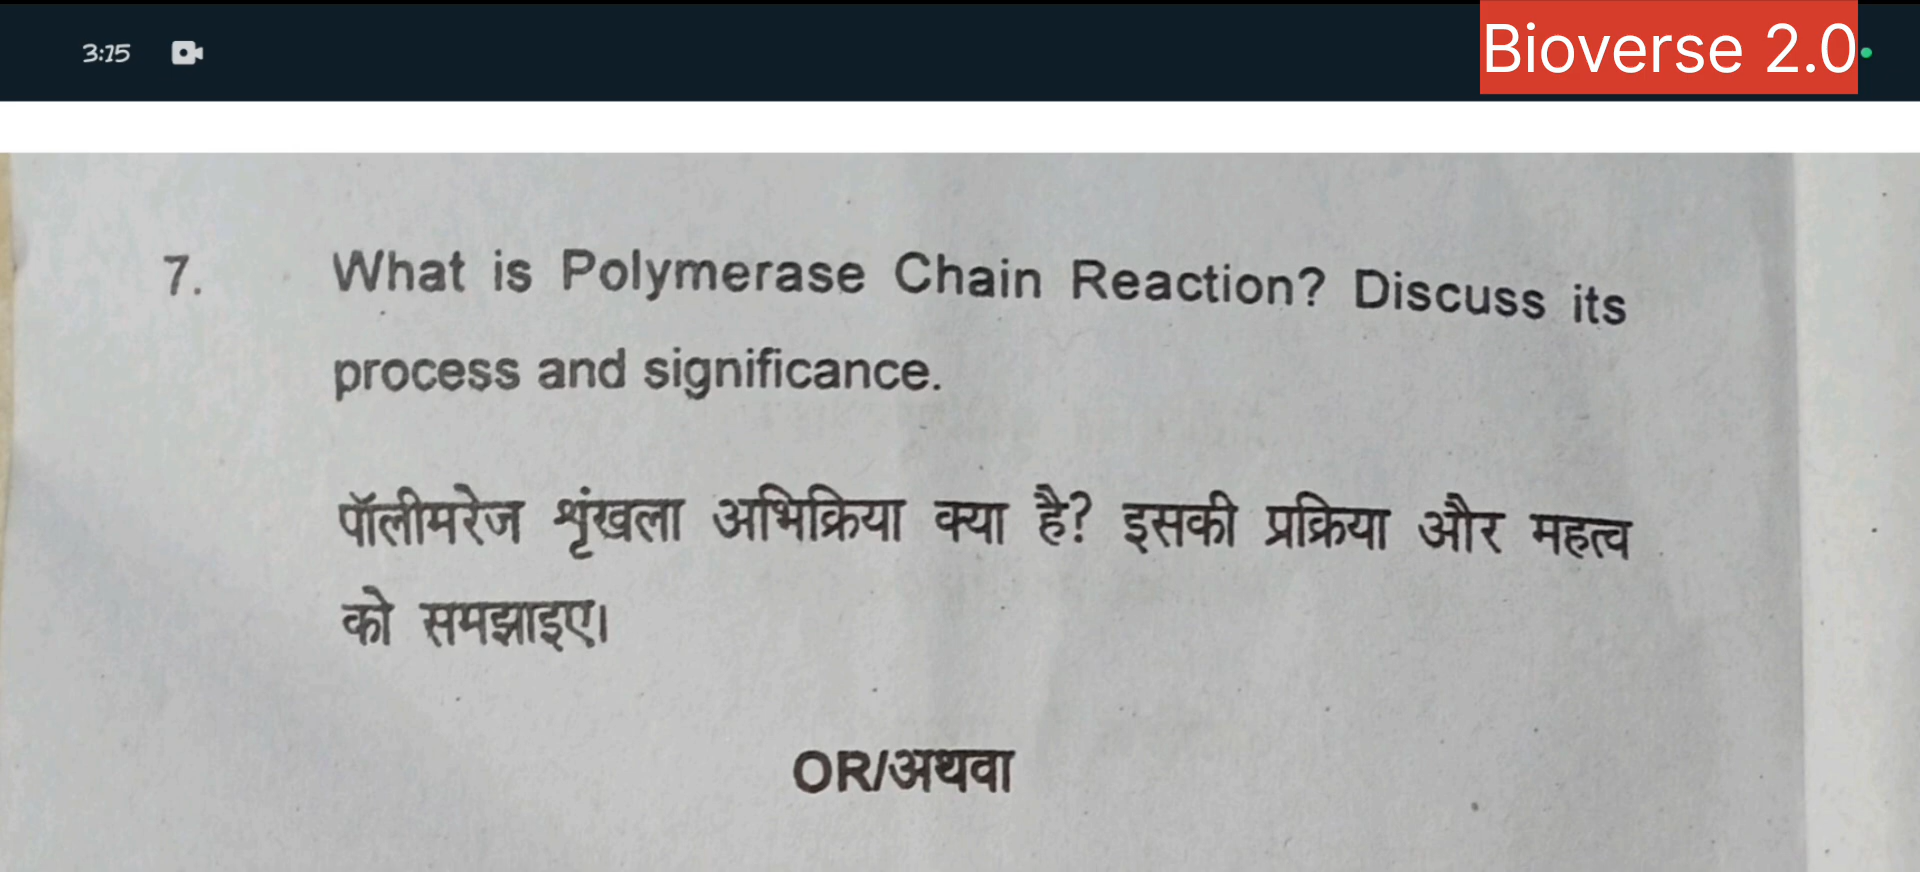 3:15
Bioverse 2.0
7. What is Polymerase Chain Reaction? Discuss its
process and significance.
पॉलीमरेज श्रृंखला अभिक्रिया क्या है? इसकी प्रक्रिया और महत्व
को समझाइए।
OR/अथवा